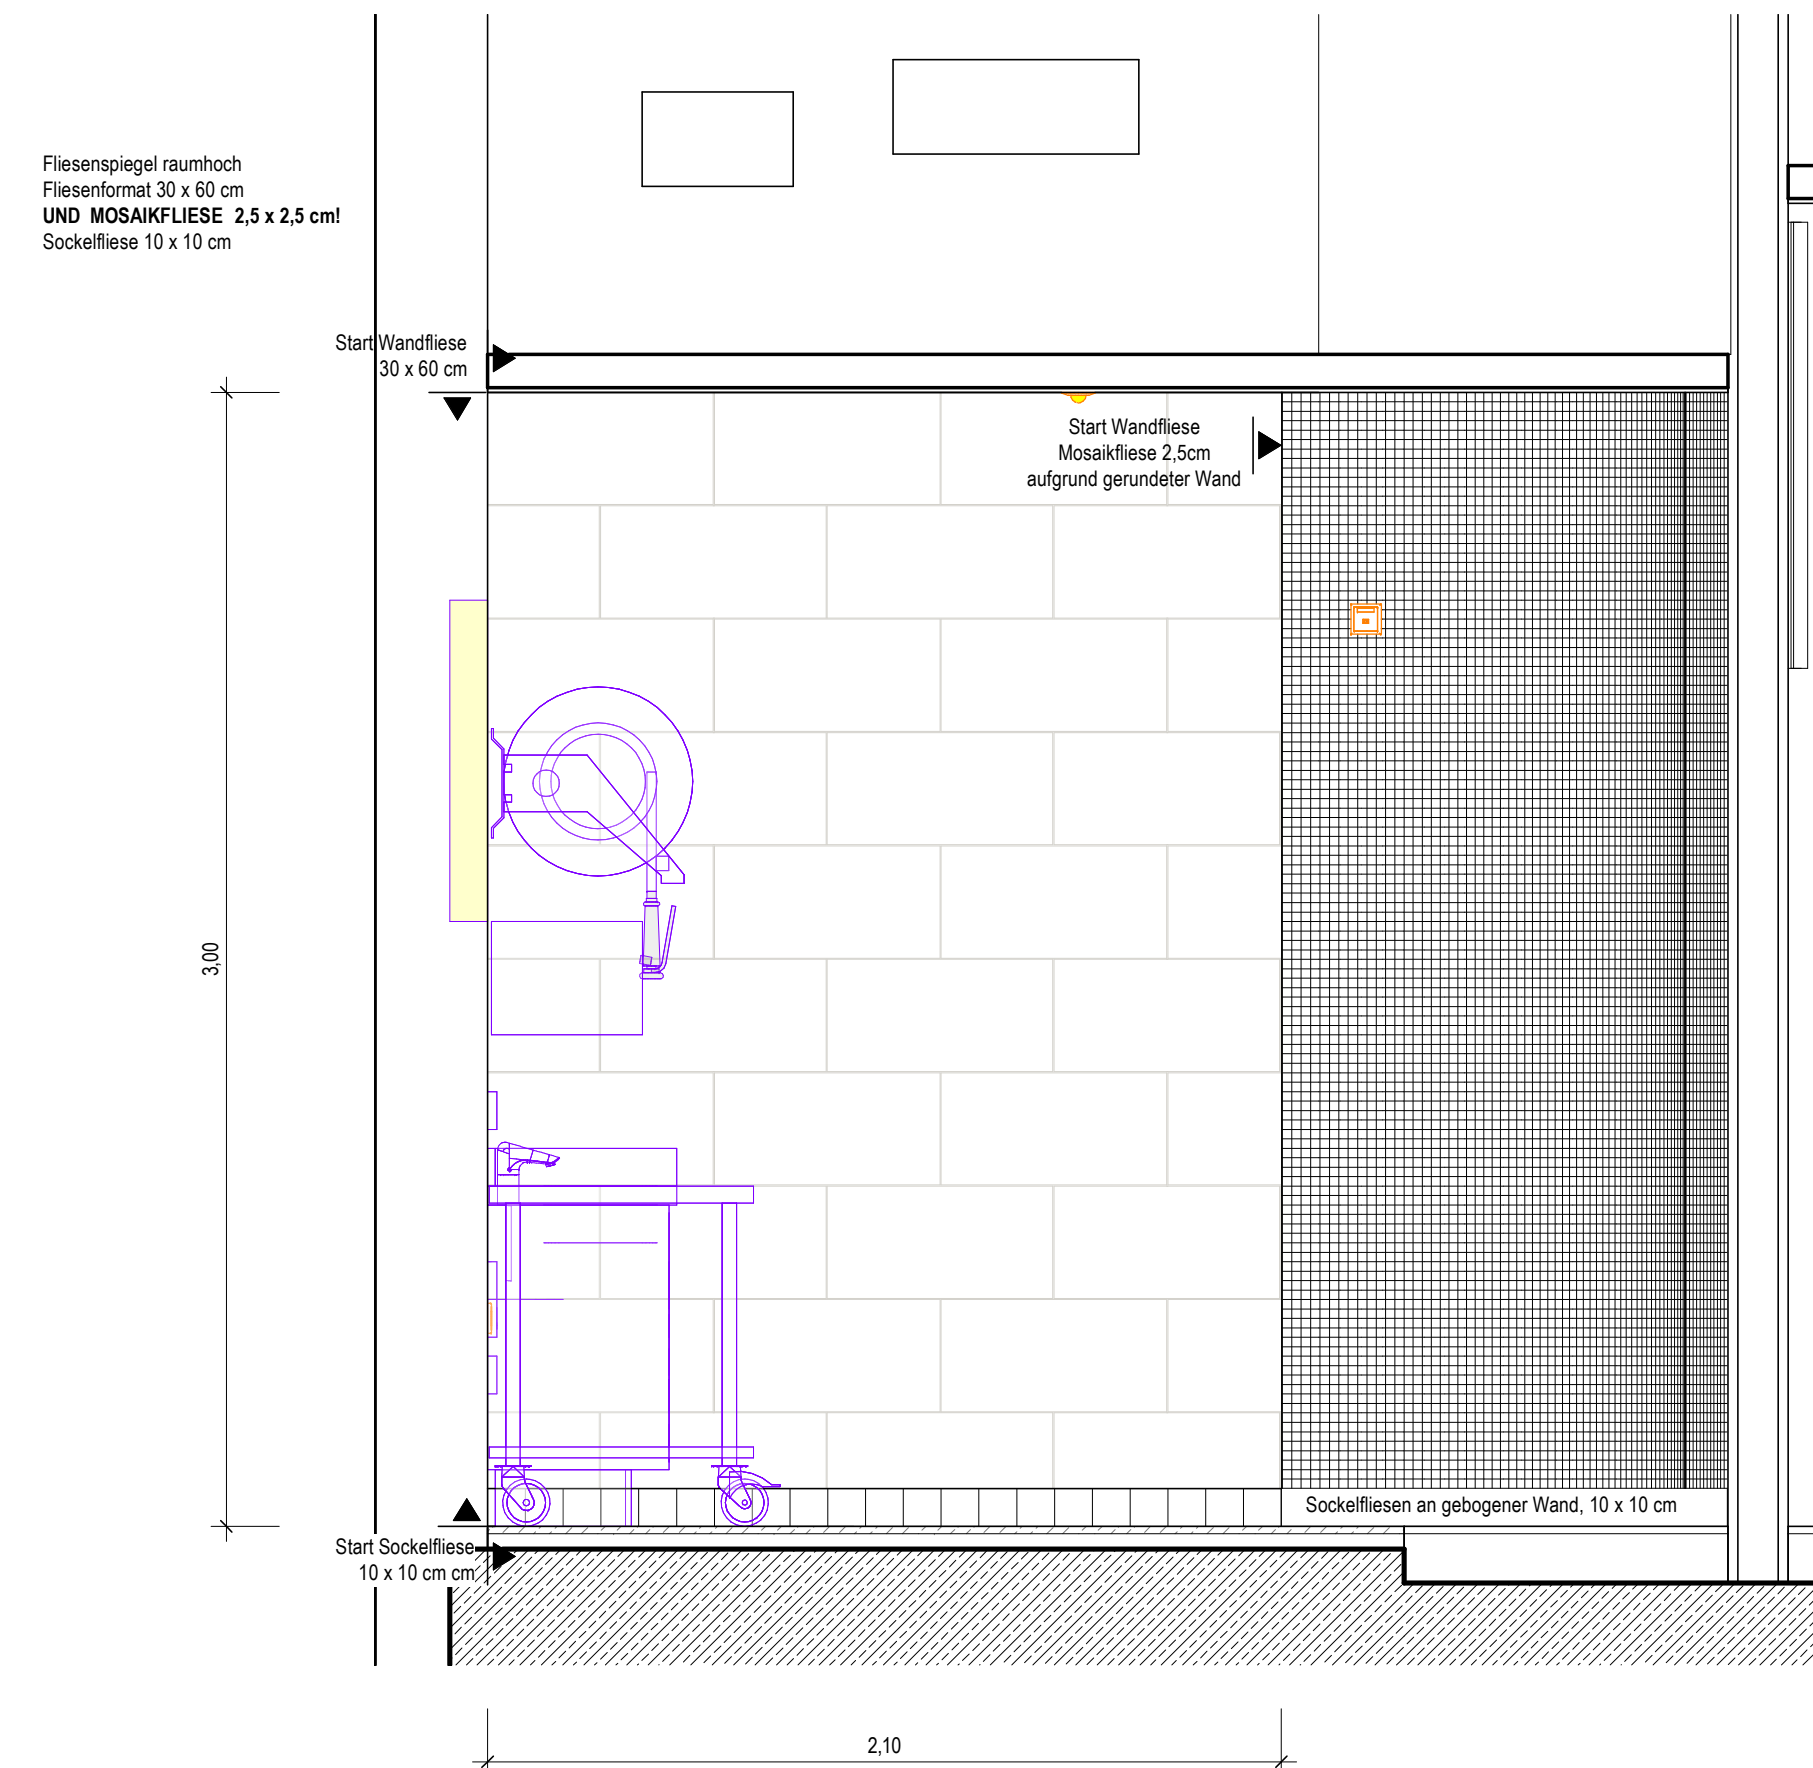 Fliesenspiegel raumhoch
Fliesenformat 30 x 60 cm
UND MOSAIKFLIESE 2,5 x 2,5 cm!
Sockelfliese 10 x 10 cm
Start Wandfliese
30 x 60 cm
Start Wandfliese
Mosaikfliese 2,5cm
aufgrund gerundeter Wand
3,00
Sockelfliesen an gebogener Wand, 10 x 10 cm
Start Sockelfliese
10 x 10 cm cm
2,10